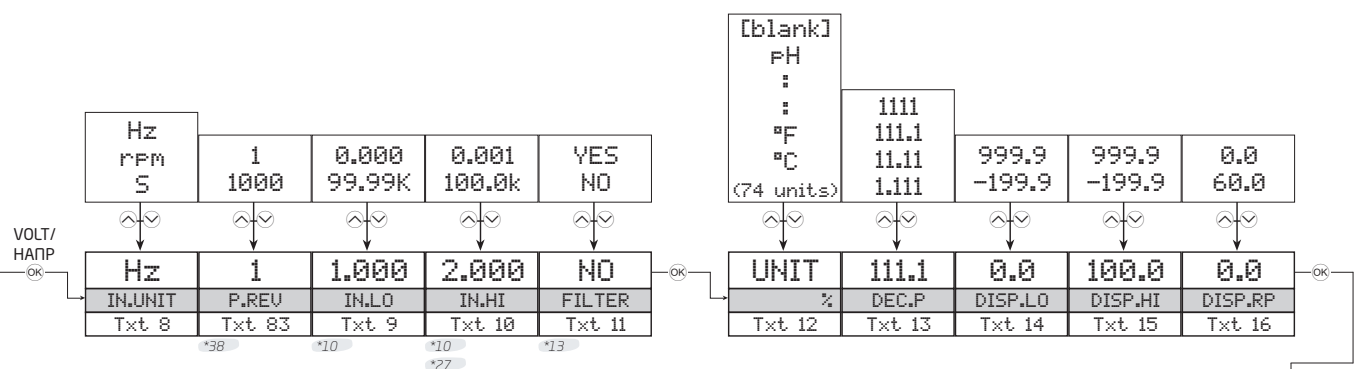 [blank]
pH
:
:
°F
°C
(74 units)
1111
111.1
11.11
1.111
Hz
rpm
S
1
1000
0.000
99.99K
0.001
100.0k
YES
NO
999.9
-199.9
999.9
-199.9
0.0
60.0
VOLT/
НАПР
OK
Hz 1 1.000 2.000 NO
IN.UNIT P.REV IN.LO IN.HI FILTER
Txt 8 Txt 83 Txt 9 Txt 10 Txt 11
*38 *10 *10 *13
*27
OK
UNIT 111.1 0.0 100.0 0.0
% DEC.P DISP.LO DISP.HI DISP.RP
Txt 12 Txt 13 Txt 14 Txt 15 Txt 16
OK